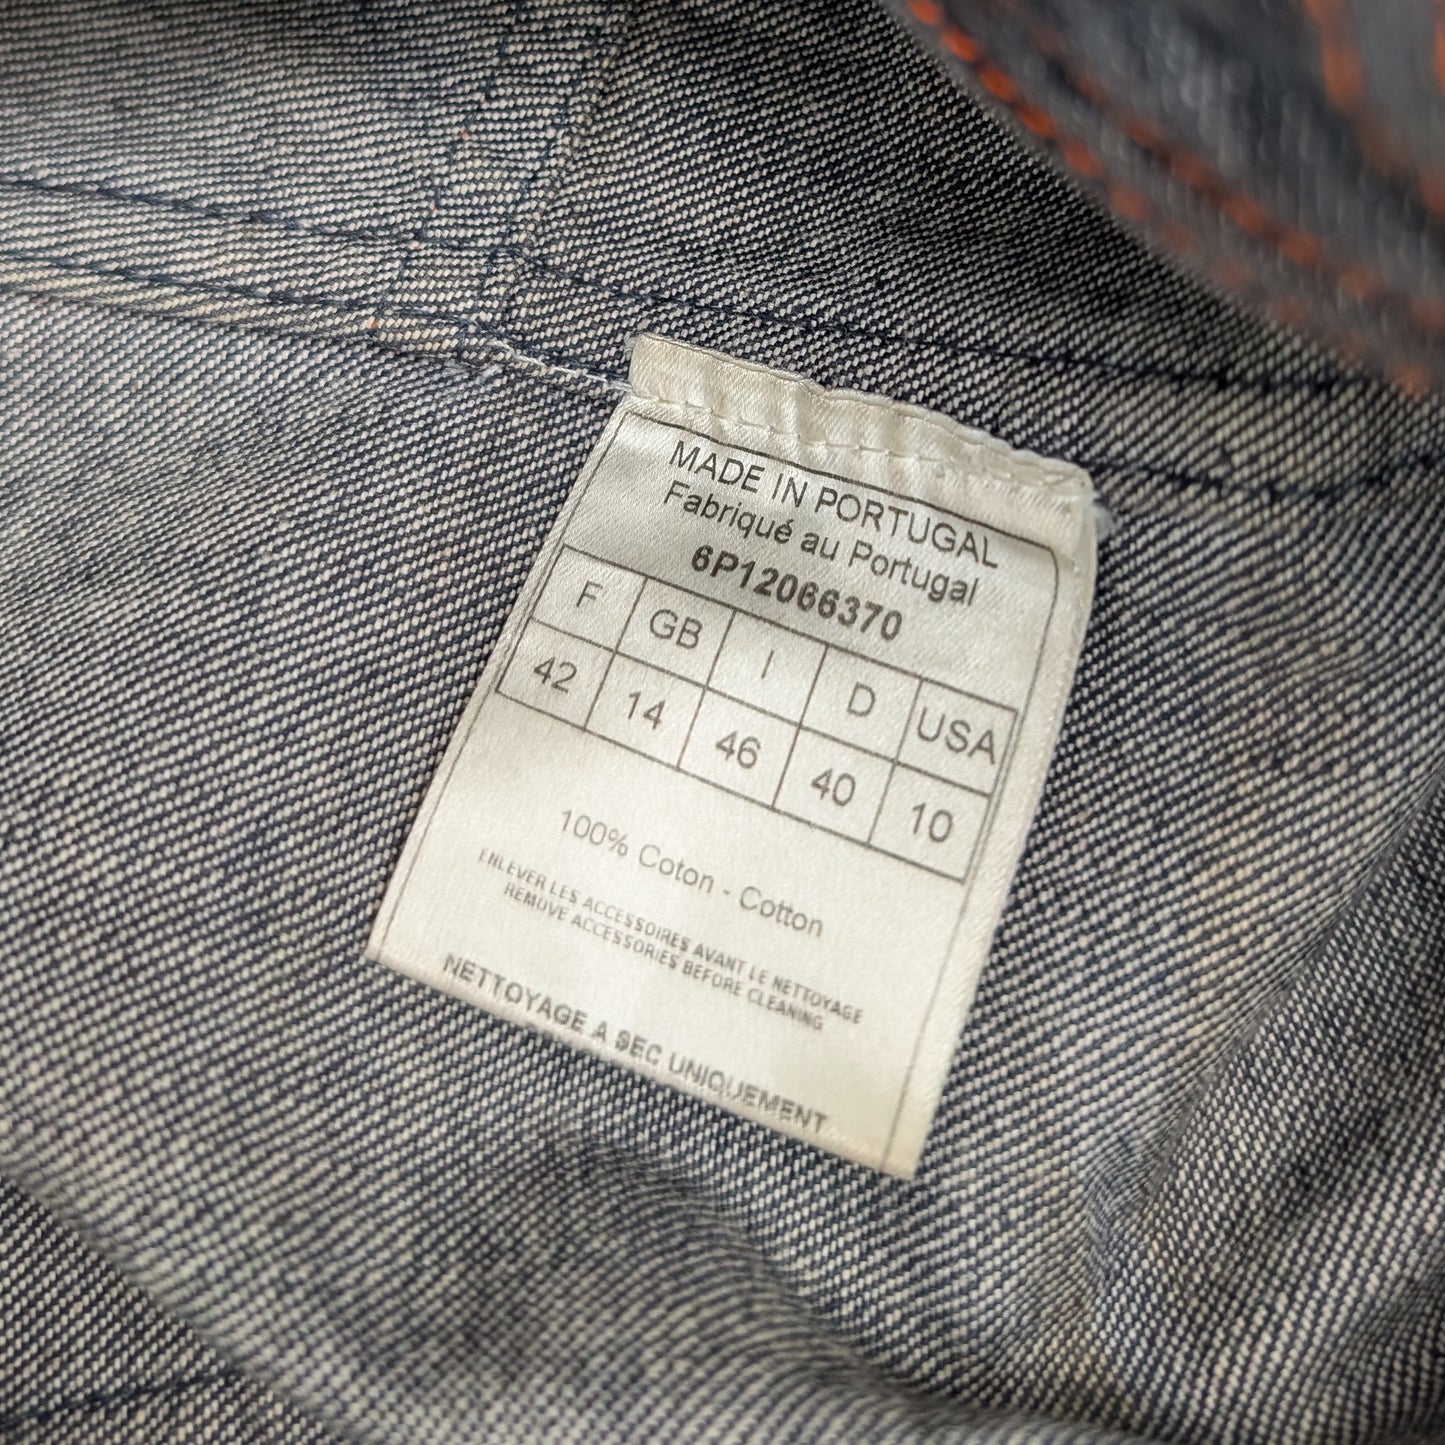 MADE IN PORTUGAL
Fabriqué au Portugal
6P12066370
F GB I D USA
42 14 46 40 10
100% Coton - Cotton
ENLEVER LES ACCESSOIRES AVANT LE NETTOYAGE
REMOVE ACCESSORIES BEFORE CLEANING
NETTOYAGE A SEC UNIQUEMENT